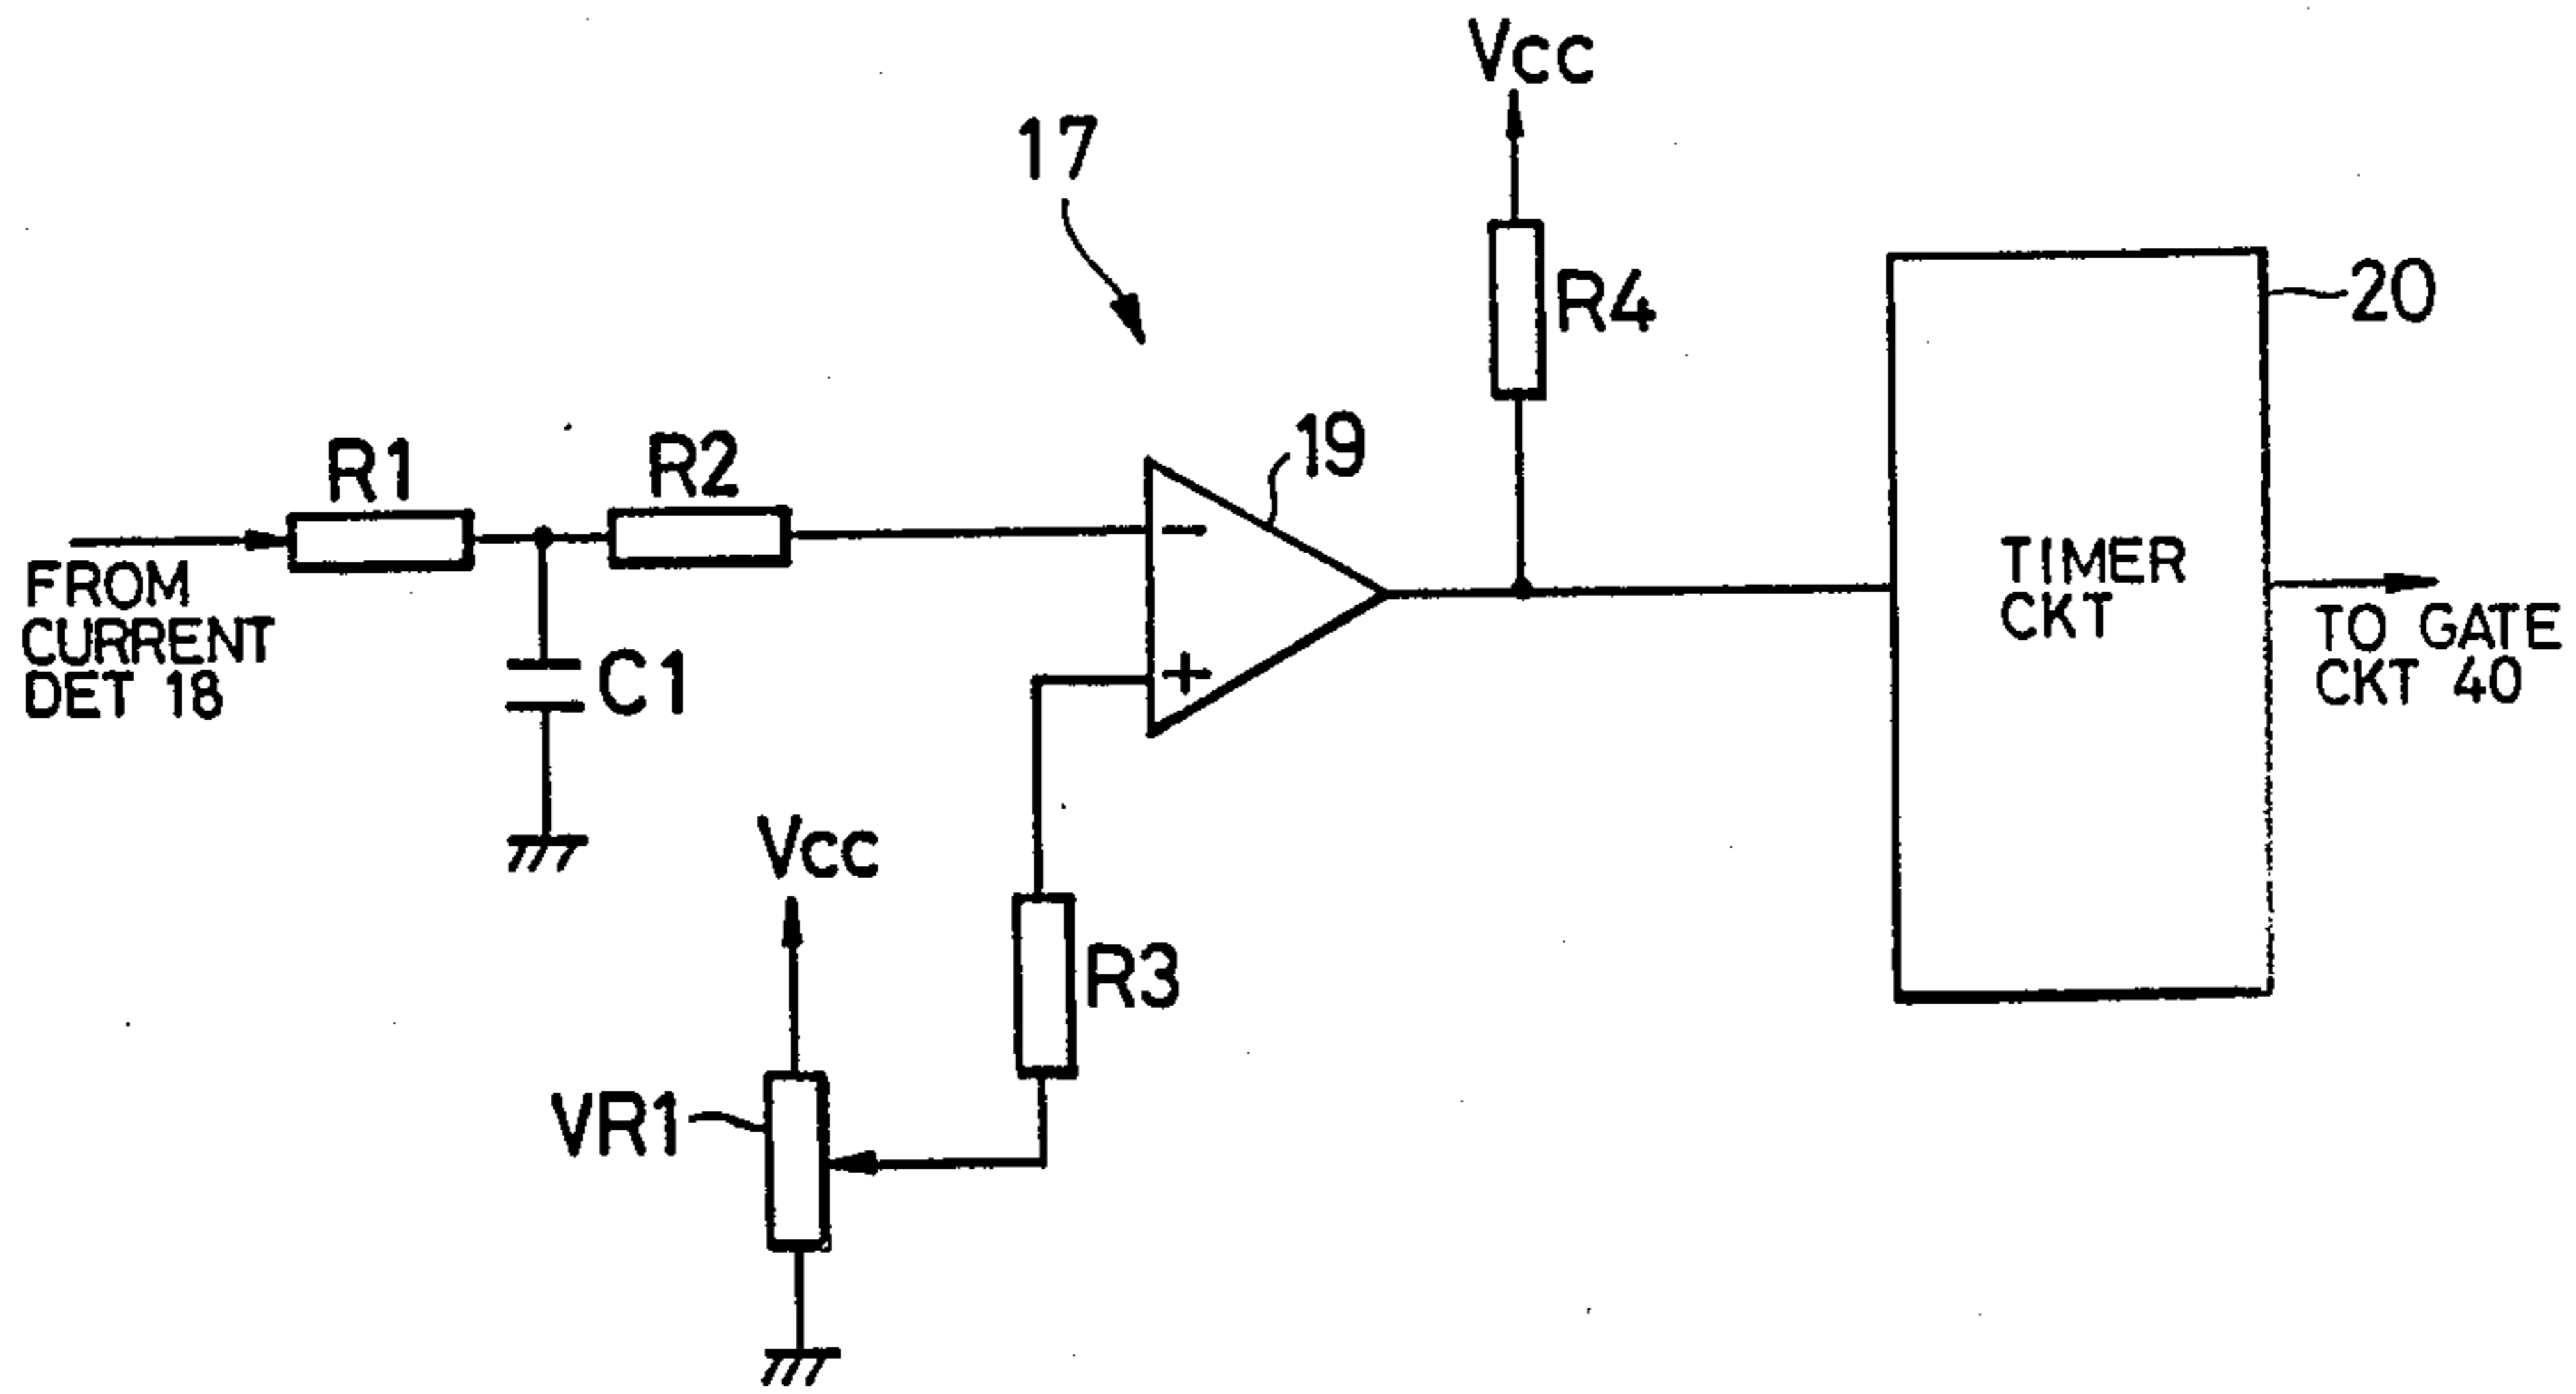 Vcc
17
R4
20
R1
R2
19
-
FROM
CURRENT
DET 18
C1
+
TIMER
CKT
TO GATE
CKT 40
Vcc
R3
VR1